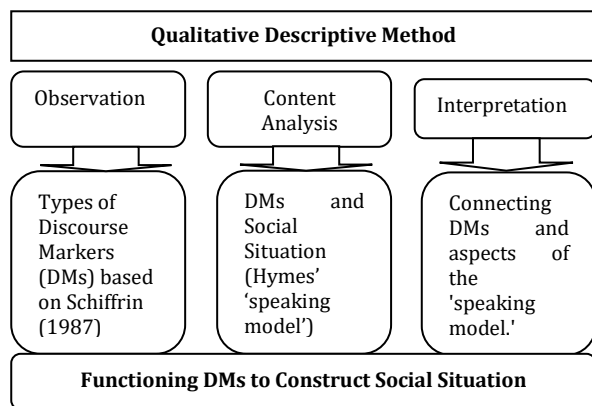 Qualitative Descriptive Method
Observation
Content
Analysis
Interpretation
Types of
Discourse
Markers
(DMs) based
on Schiffrin
(1987)
DMs and
Social
Situation
(Hymes'
'speaking
model')
Connecting
DMs and
aspects of
the
'speaking
model.'
Functioning DMs to Construct Social Situation